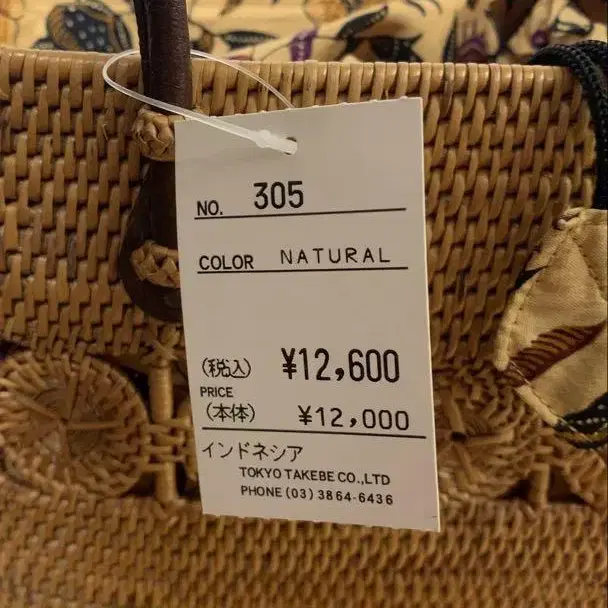 NO. 305
COLOR NATURAL
(税込) ¥12,600
PRICE
(本体) ¥12,000
インドネシア
TOKYO TAKEBE CO.,LTD
PHONE (03) 3864-6436